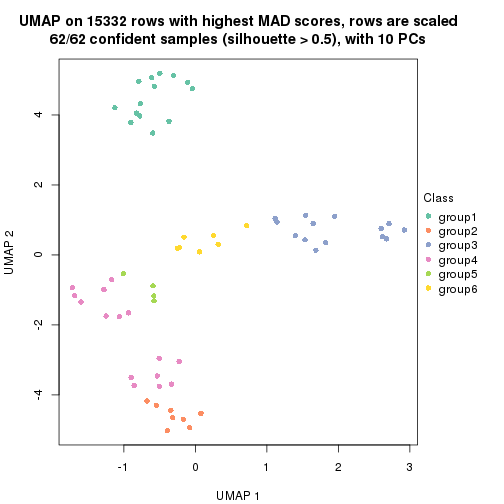 UMAP on 15332 rows with highest MAD scores, rows are scaled
62/62 confident samples (silhouette > 0.5), with 10 PCs
UMAP 2
4
2
0
-2
-4
-1
0
1
2
3
UMAP 1
Class
group1
group2
group3
group4
group5
group6